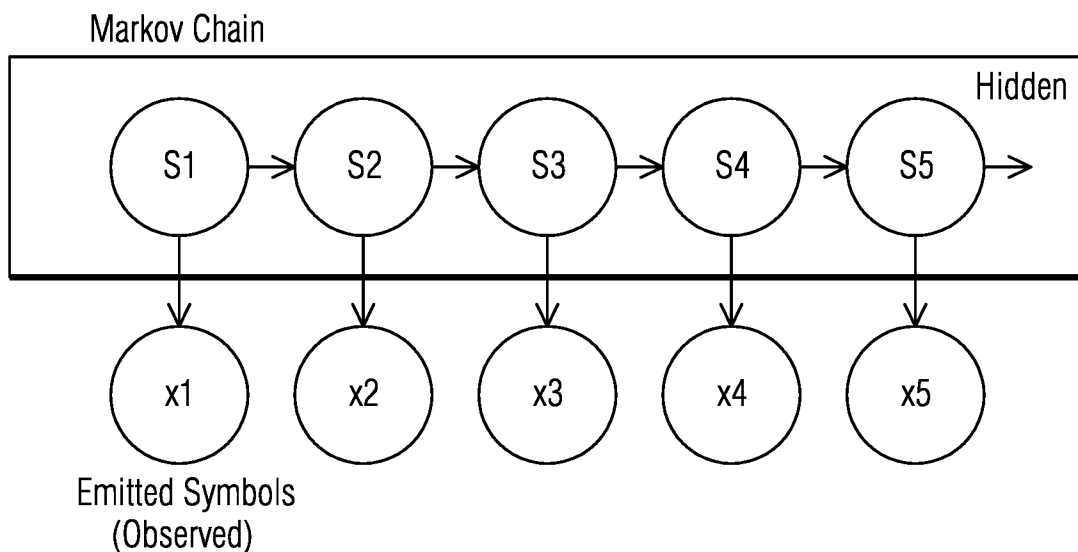 Markov Chain
Hidden
S1 S2 S3 S4 S5
x1 x2 x3 x4 x5
Emitted Symbols
(Observed)